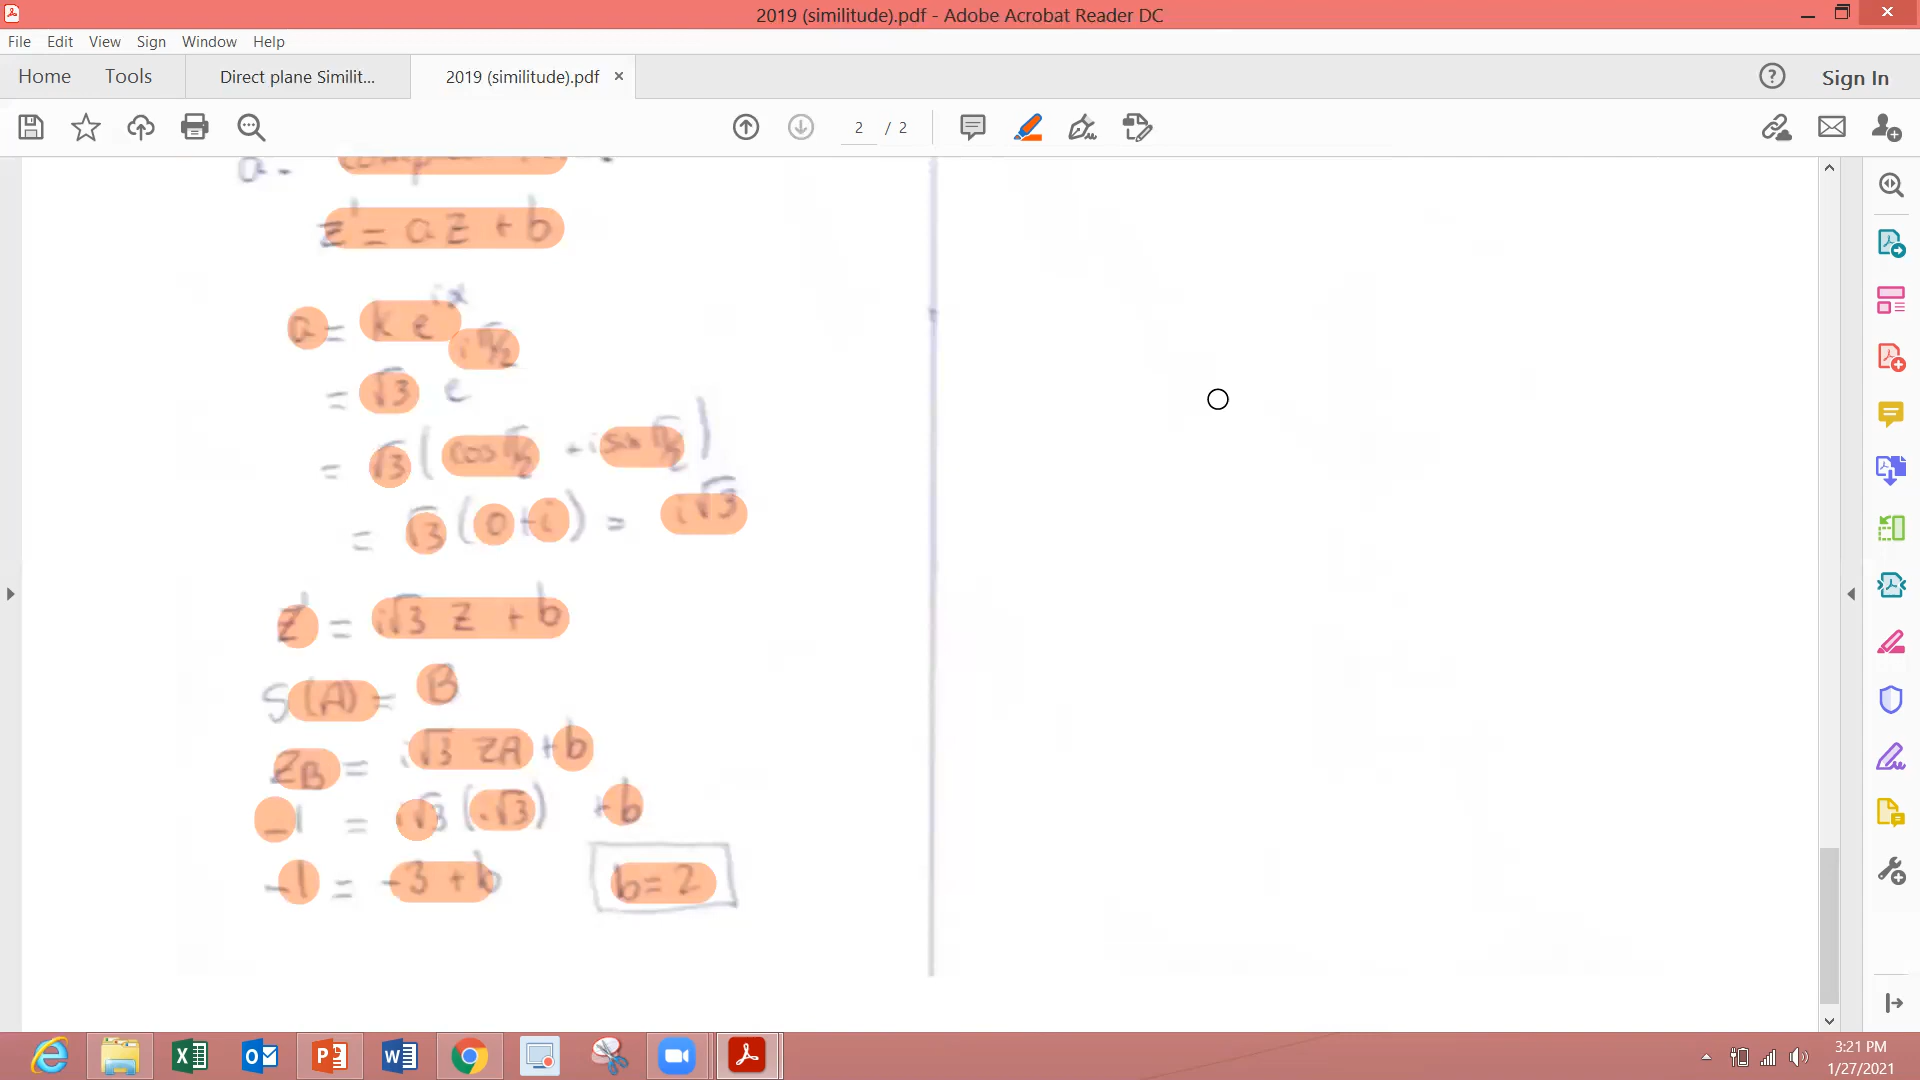 2019 (similitude).pdf - Adobe Acrobat Reader DC
File Edit View Sign Window Help
Home Tools Direct plane Similit... 2019 (similitude).pdf × Sign In
2 / 2
a -
z' = a z + b
a = k e^{iα}
= √3 e^{iπ/2}
= √3 (cos π/2 + i sin π/2)
= √3 (0 + i) = i√3
z' = i√3 z + b
S(A) = B
zB = i√3 zA + b
-1 = i√3 (i√3) + b
-1 = -3 + b b = 2
3:21 PM
1/27/2021